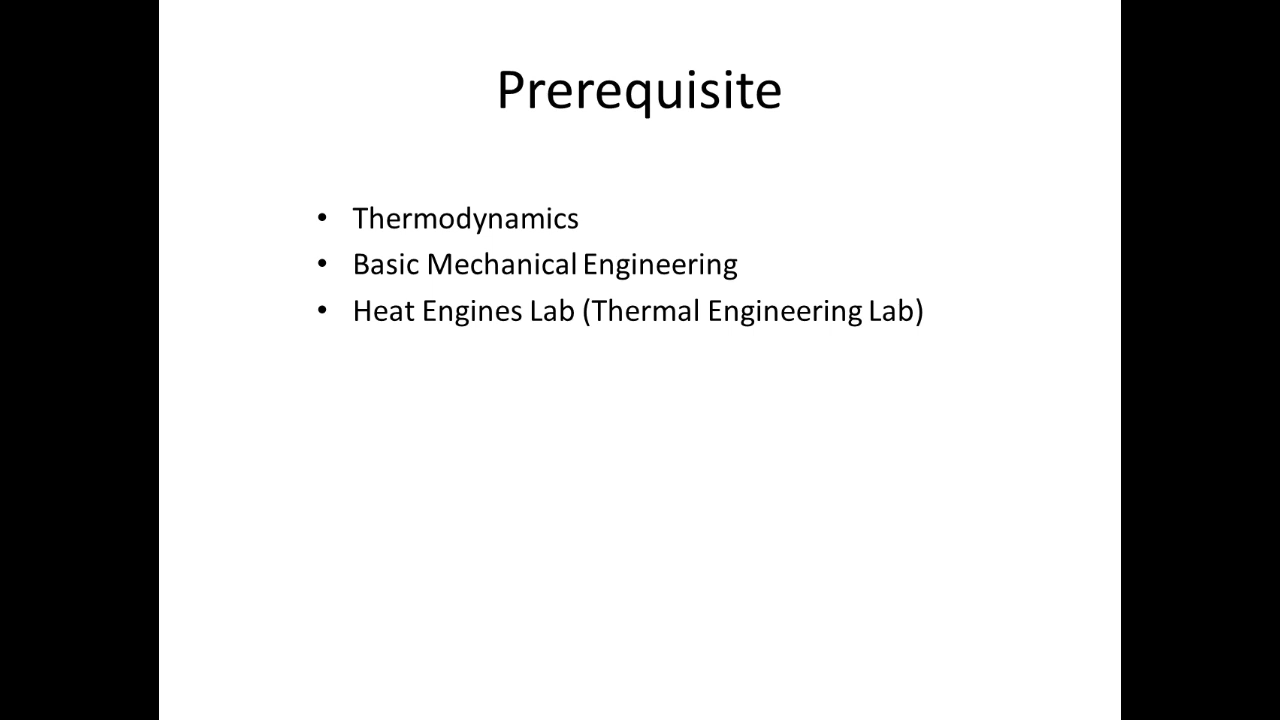 Prerequisite
• Thermodynamics
• Basic Mechanical Engineering
• Heat Engines Lab (Thermal Engineering Lab)